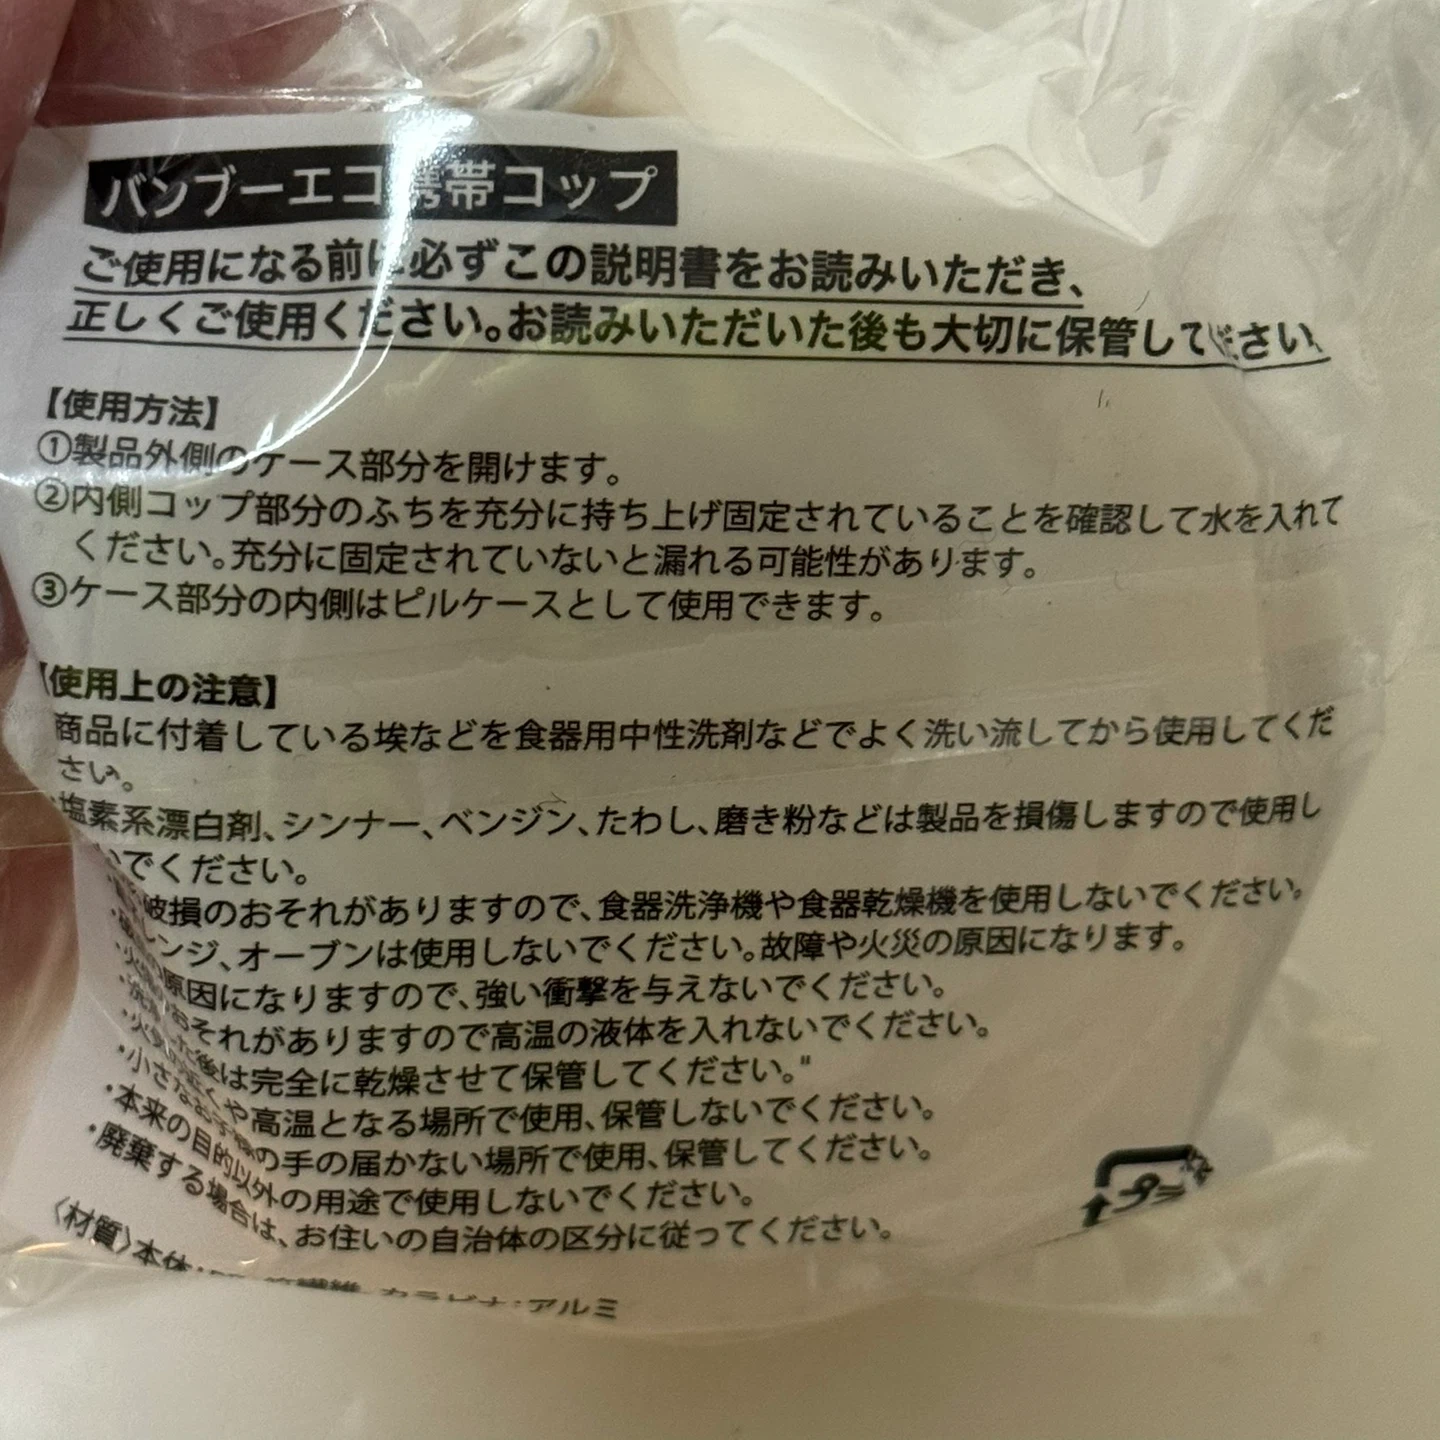 バンブーエコ携帯コップ
ご使用になる前に必ずこの説明書をお読みいただき、
正しくご使用ください。お読みいただいた後も大切に保管してください
【使用方法】
①製品外側のケース部分を開けます。
②内側コップ部分のふちを充分に持ち上げ固定されていることを確認して水を入れて
ください。充分に固定されていないと漏れる可能性があります。
③ケース部分の内側はピルケースとして使用できます。
【使用上の注意】
商品に付着している埃などを食器用中性洗剤などでよく洗い流してから使用してくだ
さい。
・塩素系漂白剤、シンナー、ベンジン、たわし、磨き粉などは製品を損傷しますので使用し
いでください。
破損のおそれがありますので、食器洗浄機や食器乾燥機を使用しないでください。
レンジ、オーブンは使用しないでください。故障や火災の原因になります。
原因になりますので、強い衝撃を与えないでください。
おそれがありますので高温の液体を入れないでください。
た後は完全に乾燥させて保管してください。"
・火気の近くや高温となる場所で使用、保管しないでください。
・小さなお子様の手の届かない場所で使用、保管してください。
・本来の目的以外の用途で使用しないでください。
・廃棄する場合は、お住いの自治体の区分に従ってください。
プラ
〈材質〉本体: カラビナ:アルミ